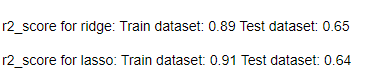 r2_score for ridge: Train dataset: 0.89 Test dataset: 0.65
r2_score for lasso: Train dataset: 0.91 Test dataset: 0.64